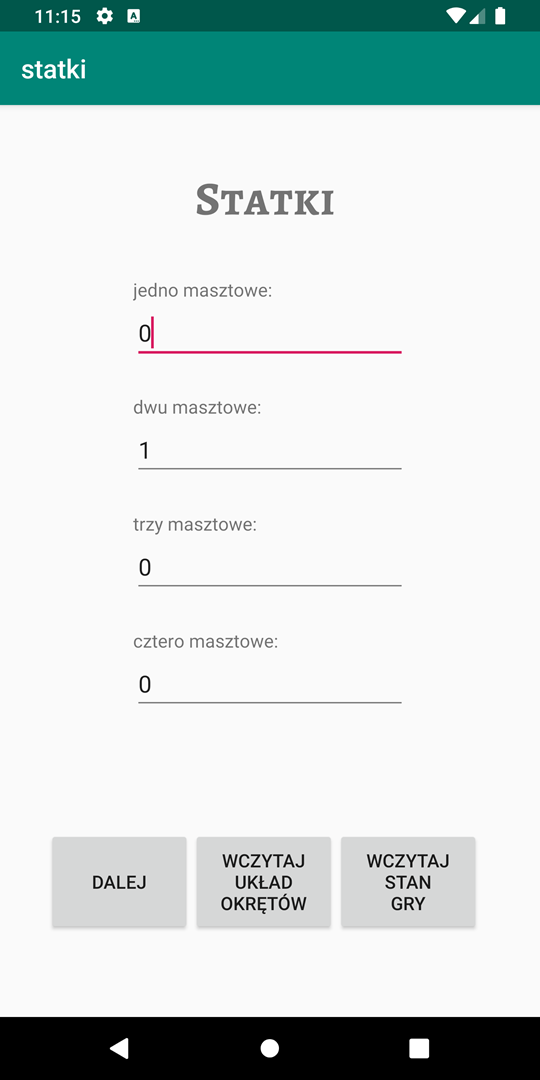 11:15
statki
Statki
jedno masztowe:
0
dwu masztowe:
1
trzy masztowe:
0
cztero masztowe:
0
DALEJ
WCZYTAJ
UKŁAD
OKRĘTÓW
WCZYTAJ
STAN
GRY